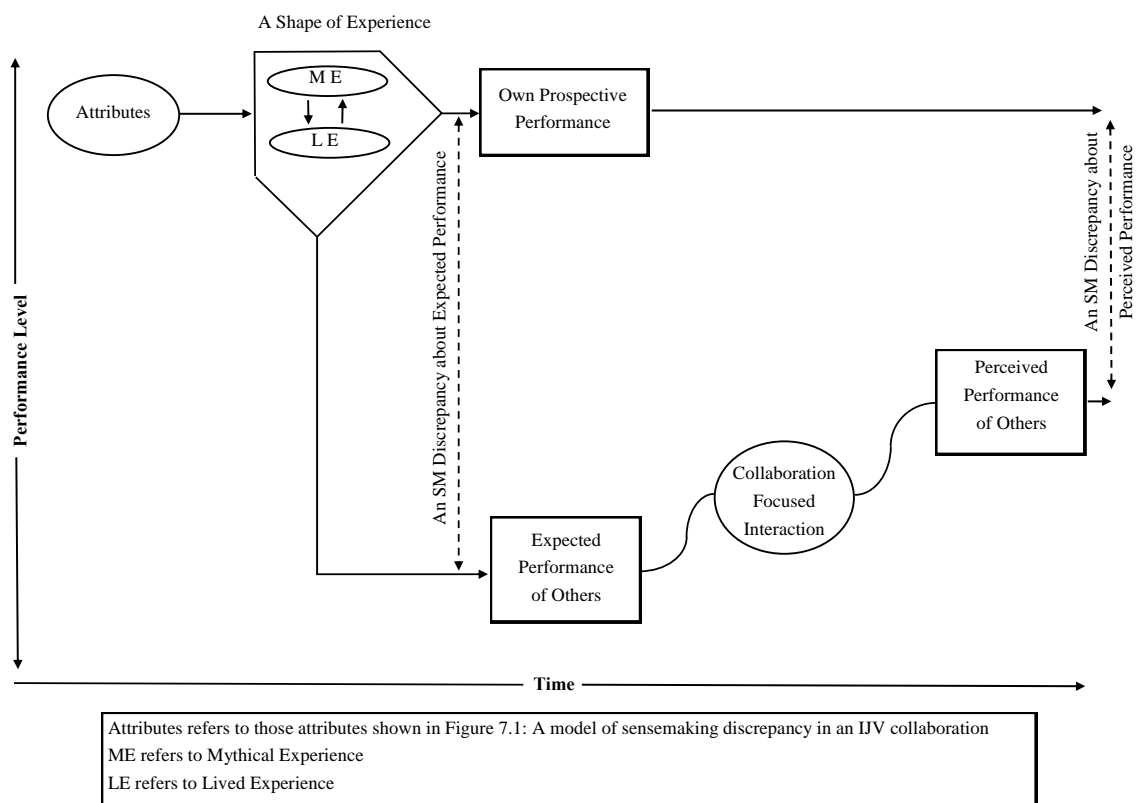 A Shape of Experience
Attributes
M E
L E
Own Prospective
Performance
An SM Discrepancy about Expected Performance
An SM Discrepancy about
Perceived Performance
Performance Level
Perceived
Performance
of Others
Collaboration
Focused
Interaction
Expected
Performance
of Others
Time
Attributes refers to those attributes shown in Figure 7.1: A model of sensemaking discrepancy in an IJV collaboration
ME refers to Mythical Experience
LE refers to Lived Experience